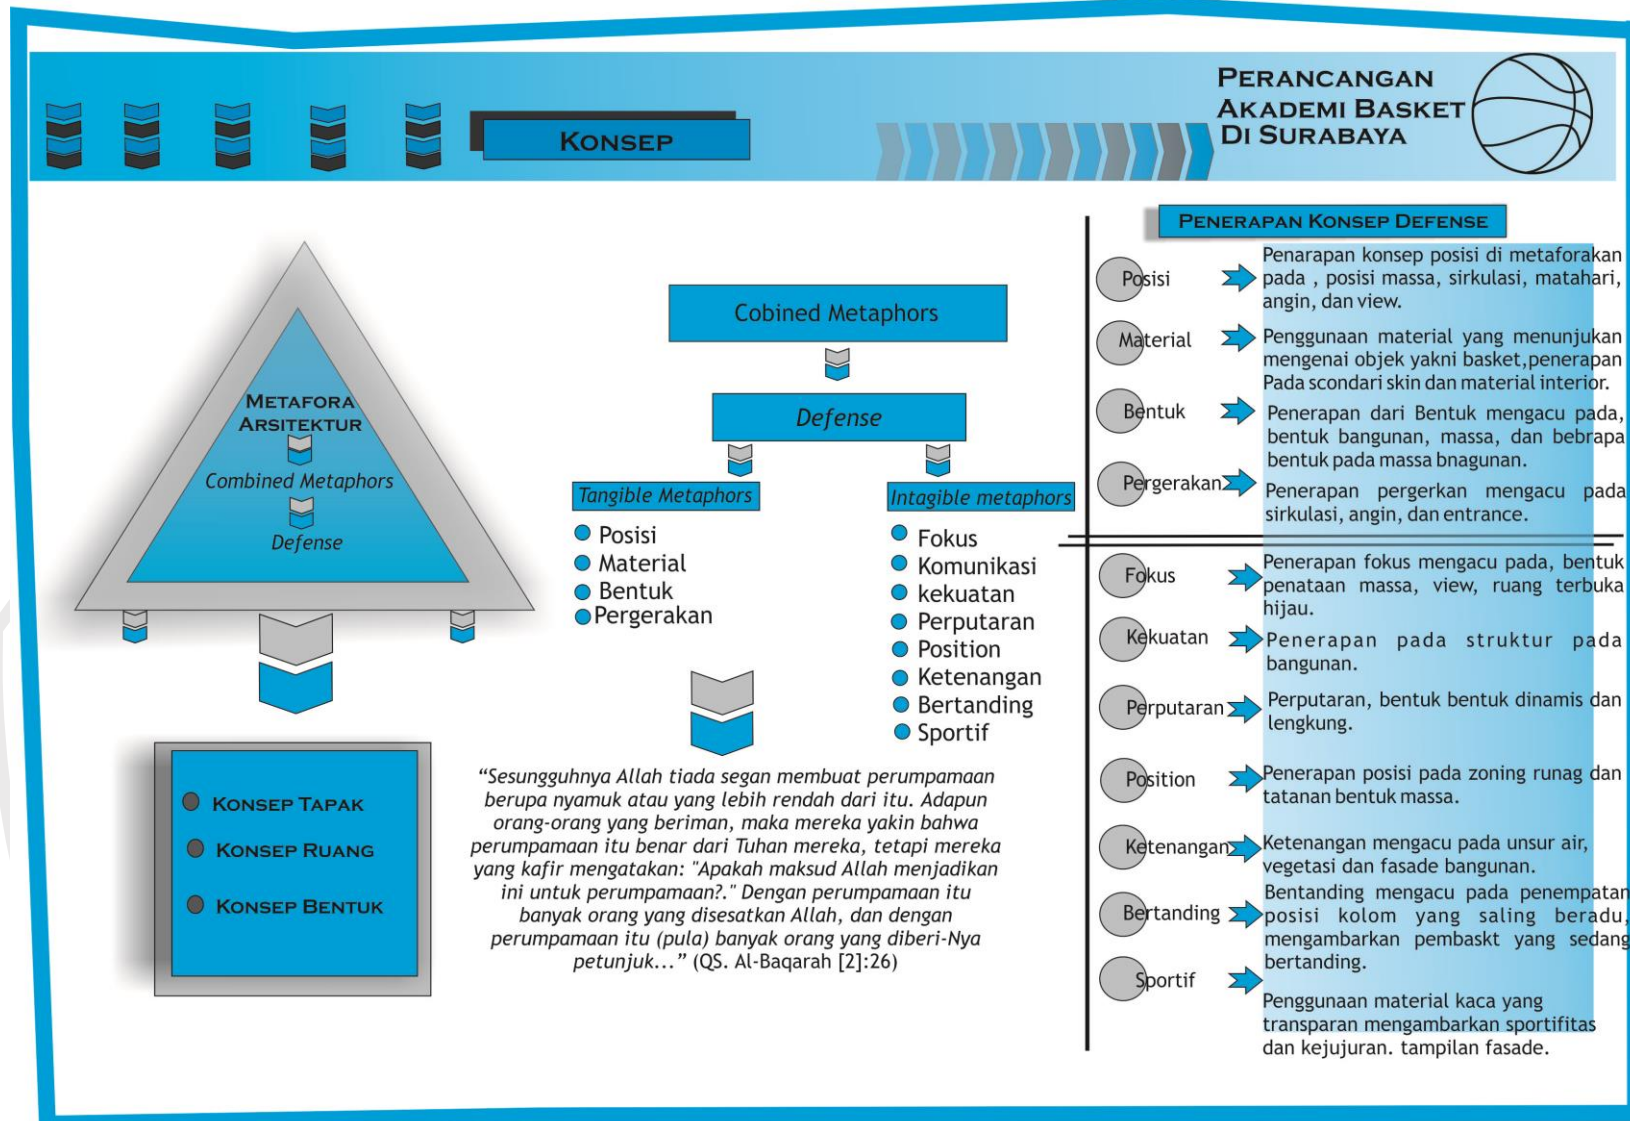 KONSEP
PERANCANGAN
AKADEMI BASKET
DI SURABAYA
METAFORA
ARSITEKTUR
Combined Metaphors
Defense
KONSEP TAPAK
KONSEP RUANG
KONSEP BENTUK
Cobined Metaphors
Defense
Tangible Metaphors
Posisi
Material
Bentuk
Pergerakan
Intagible metaphors
Fokus
Komunikasi
kekuatan
Perputaran
Position
Ketenangan
Bertanding
Sportif
“Sesungguhnya Allah tiada segan membuat perumpamaan
berupa nyamuk atau yang lebih rendah dari itu. Adapun
orang-orang yang beriman, maka mereka yakin bahwa
perumpamaan itu benar dari Tuhan mereka, tetapi mereka
yang kafir mengatakan: "Apakah maksud Allah menjadikan
ini untuk perumpamaan?." Dengan perumpamaan itu
banyak orang yang disesatkan Allah, dan dengan
perumpamaan itu (pula) banyak orang yang diberi-Nya
petunjuk...” (QS. Al-Baqarah [2]:26)
PENERAPAN KONSEP DEFENSE
Posisi
Penarapan konsep posisi di metaforakan
pada , posisi massa, sirkulasi, matahari,
angin, dan view.
Material
Penggunaan material yang menunjukan
mengenai objek yakni basket,penerapan
Pada scondari skin dan material interior.
Bentuk
Penerapan dari Bentuk mengacu pada,
bentuk bangunan, massa, dan bebrapa
bentuk pada massa bnagunan.
Pergerakan
Penerapan pergerkan mengacu pada
sirkulasi, angin, dan entrance.
Fokus
Penerapan fokus mengacu pada, bentuk
penataan massa, view, ruang terbuka
hijau.
Kekuatan
Penerapan pada struktur pada
bangunan.
Perputaran
Perputaran, bentuk bentuk dinamis dan
lengkung.
Position
Penerapan posisi pada zoning runag dan
tatanan bentuk massa.
Ketenangan
Ketenangan mengacu pada unsur air,
vegetasi dan fasade bangunan.
Bertanding
Bentanding mengacu pada penempatan
posisi kolom yang saling beradu,
mengambarkan pembaskt yang sedang
bertanding.
Sportif
Penggunaan material kaca yang
transparan mengambarkan sportifitas
dan kejujuran. tampilan fasade.